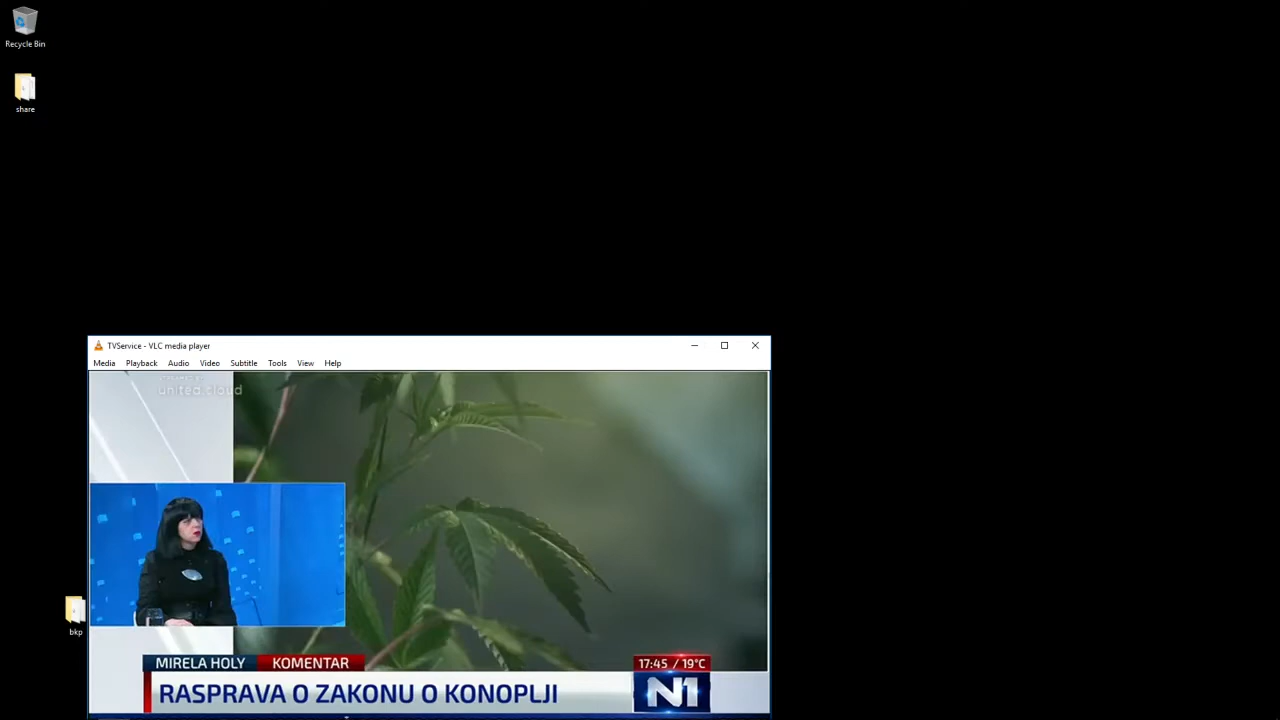 Recycle Bin
share
TVService - VLC media player
Media Playback Audio Video Subtitle Tools View Help
united.cloud
bkp
MIRELA HOLY KOMENTAR
17:45 / 19°C
RASPRAVA O ZAKONU O KONOPLJI
N1